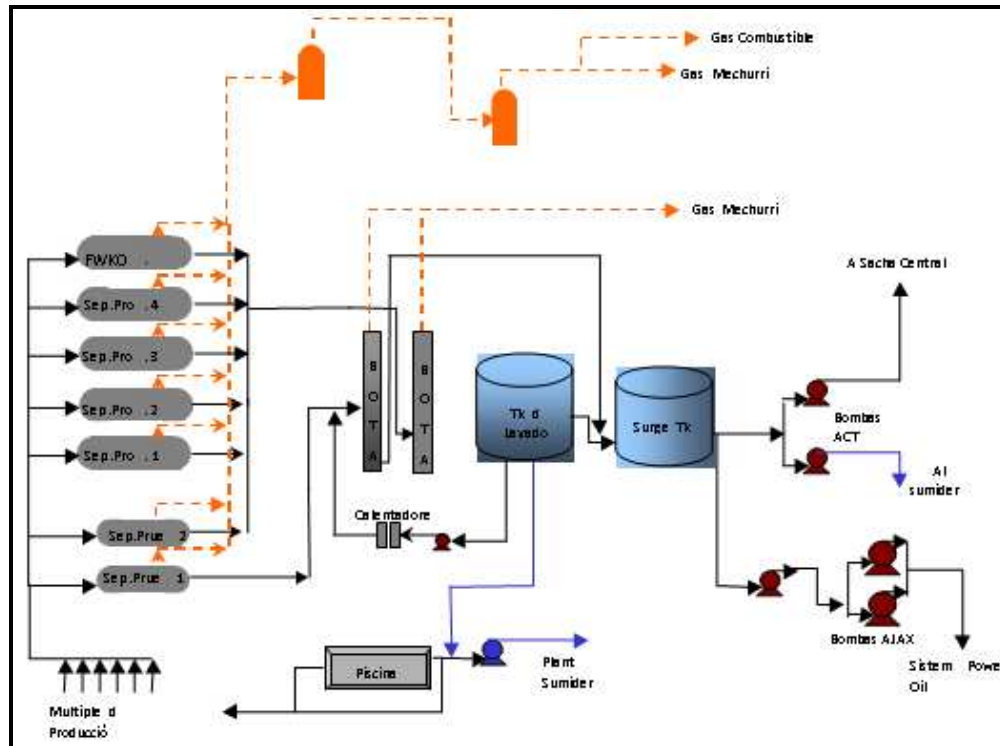 Gas Combustible
Gas Mechurri
Gas Mechurri
FWKO .
Sep.Pro .4
Sep.Pro .3
Sep.Pro .2
Sep.Pro .1
Sep.Prue 2
Sep.Prue 1
B O T A
B O T A
Tk d
Lavado
Surge Tk
A Sacha Central
Bombas
ACT
Al
sumider
Calentadore
Bombas AJAX
Sistem Powe
Oil
Piscina
Plant
Sumider
Multiple d
Producció